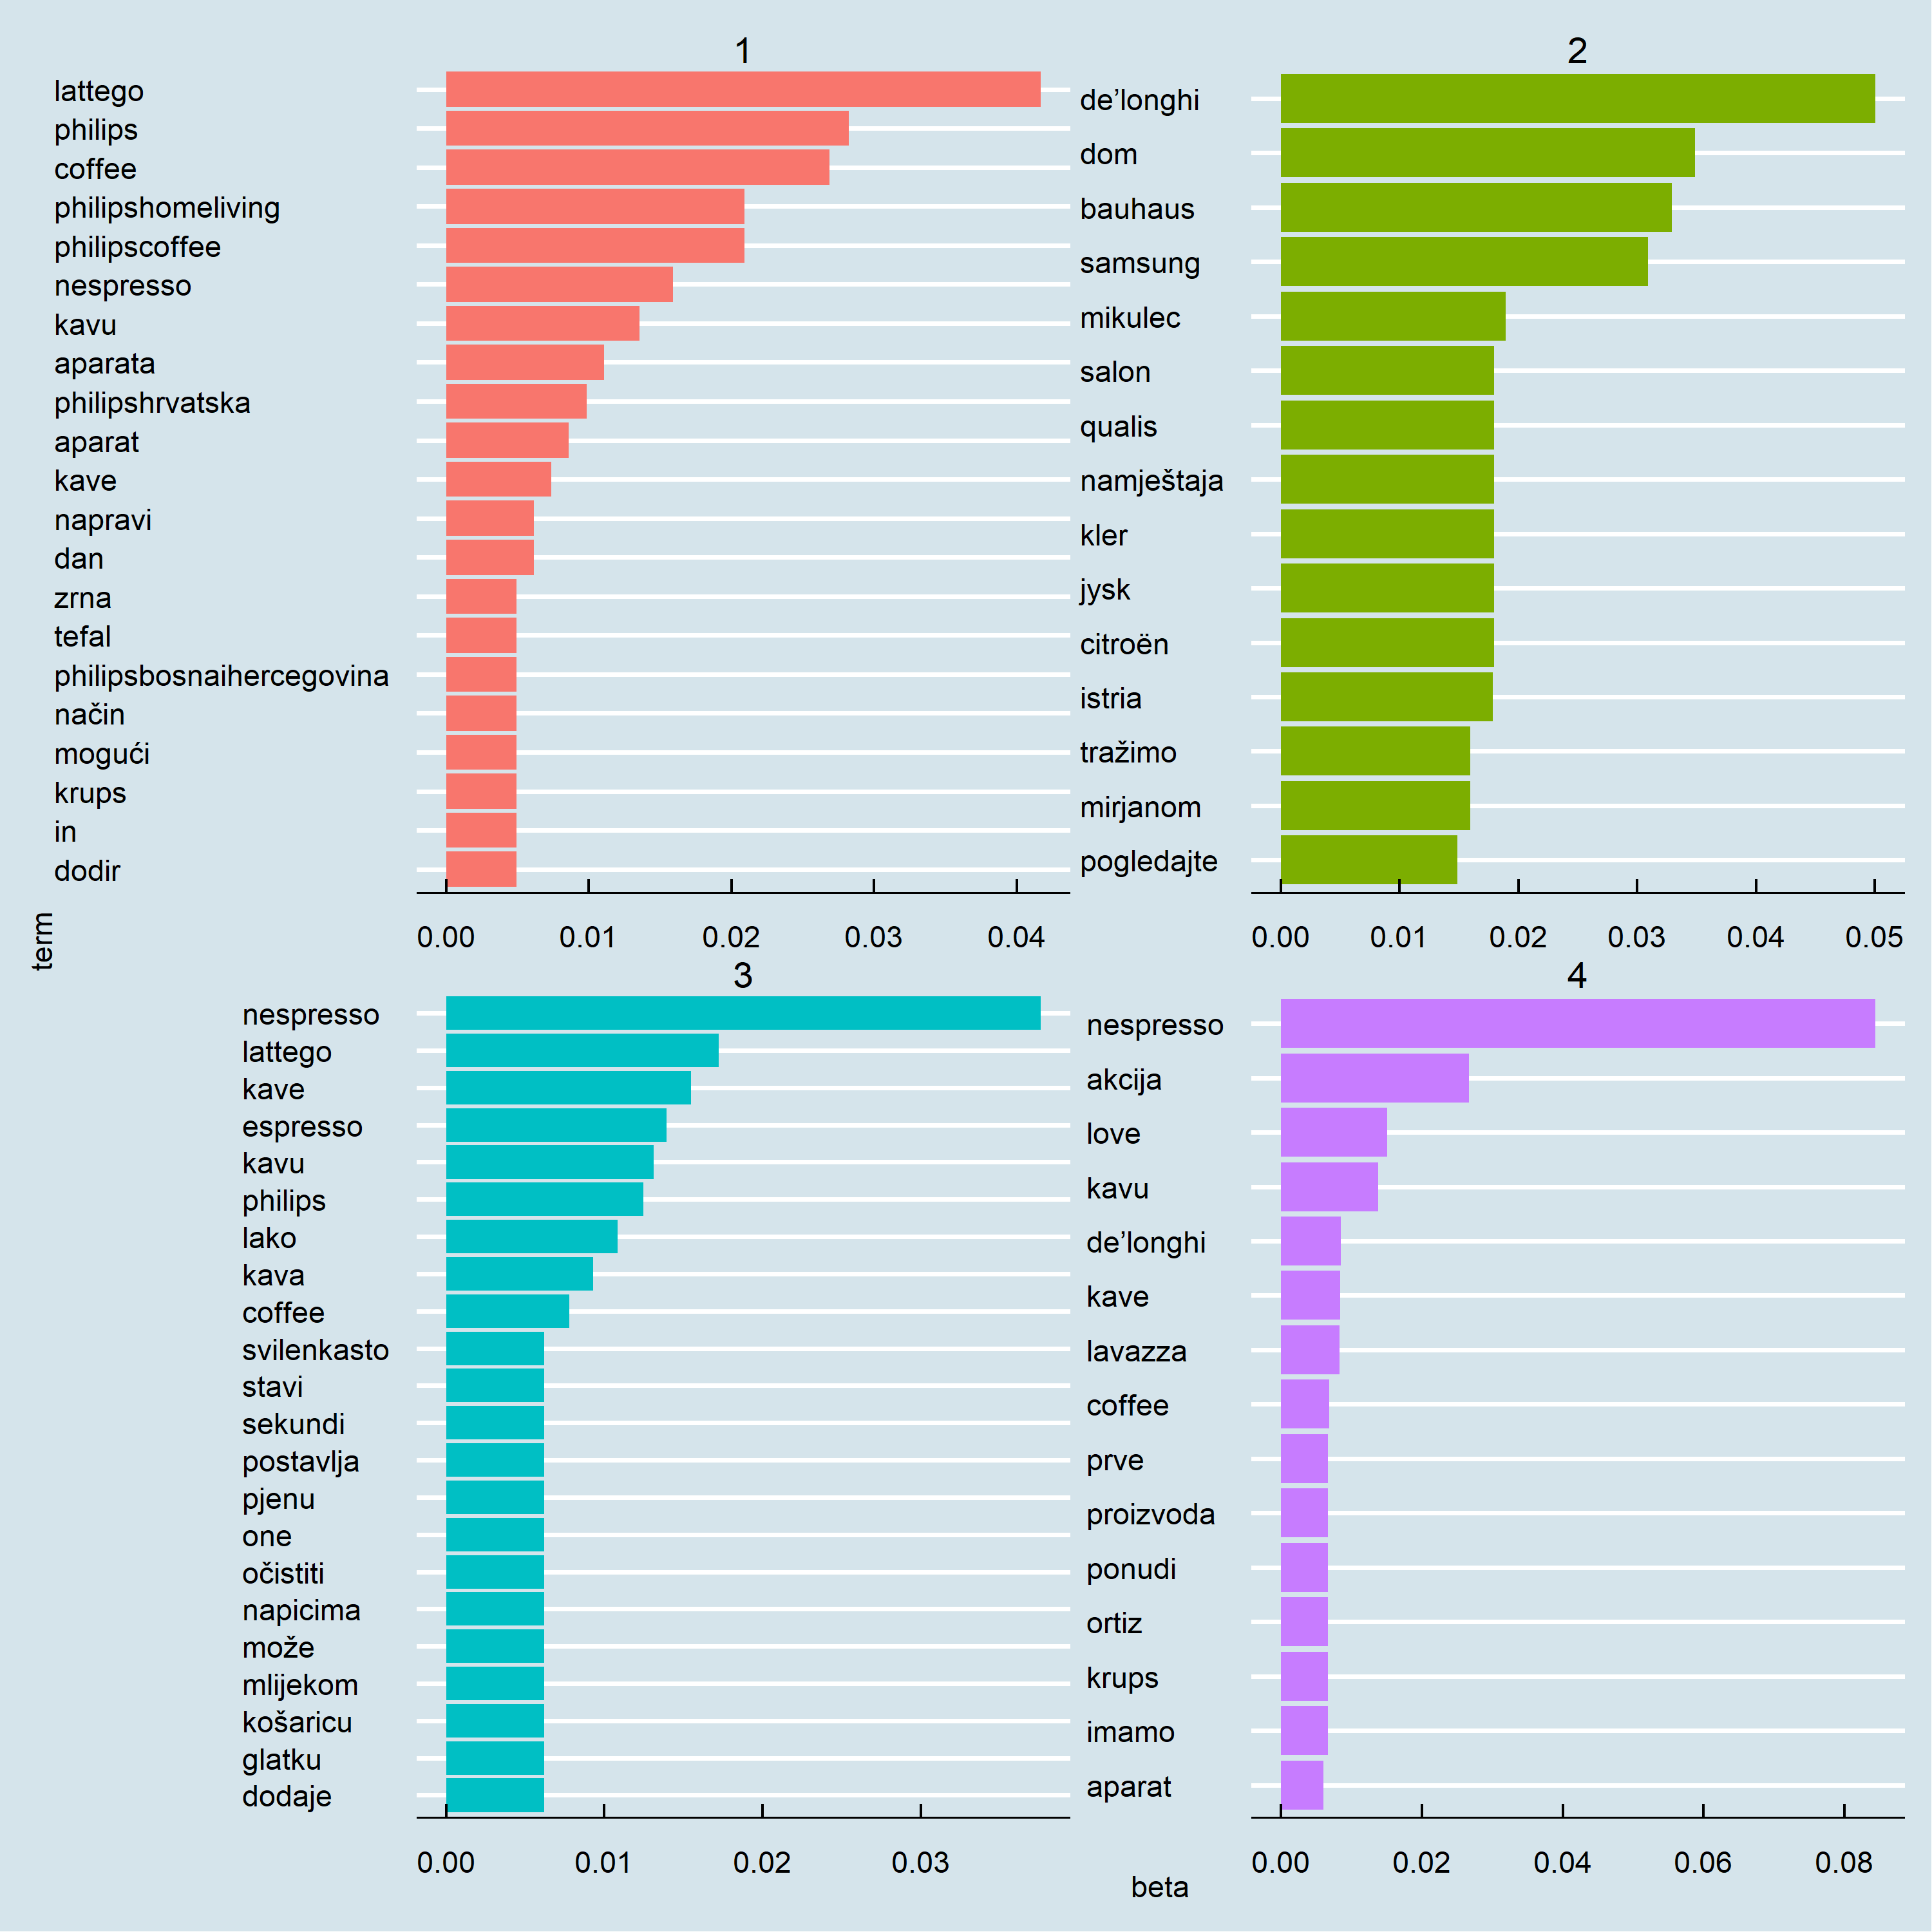 1
lattego
philips
coffee
philipshomeliving
philipscoffee
nespresso
kavu
aparata
philipshrvatska
aparat
kave
napravi
dan
zrna
tefal
philipsbosnaihercegovina
način
mogući
krups
in
dodir
0.00 0.01 0.02 0.03 0.04
2
de’longhi
dom
bauhaus
samsung
mikulec
salon
qualis
namještaja
kler
jysk
citroën
istria
tražimo
mirjanom
pogledajte
0.00 0.01 0.02 0.03 0.04 0.05
term
3
nespresso
lattego
kave
espresso
kavu
philips
lako
kava
coffee
svilenkasto
stavi
sekundi
postavlja
pjenu
one
očistiti
napicima
može
mlijekom
košaricu
glatku
dodaje
0.00 0.01 0.02 0.03
4
nespresso
akcija
love
kavu
de’longhi
kave
lavazza
coffee
prve
proizvoda
ponudi
ortiz
krups
imamo
aparat
0.00 0.02 0.04 0.06 0.08
beta